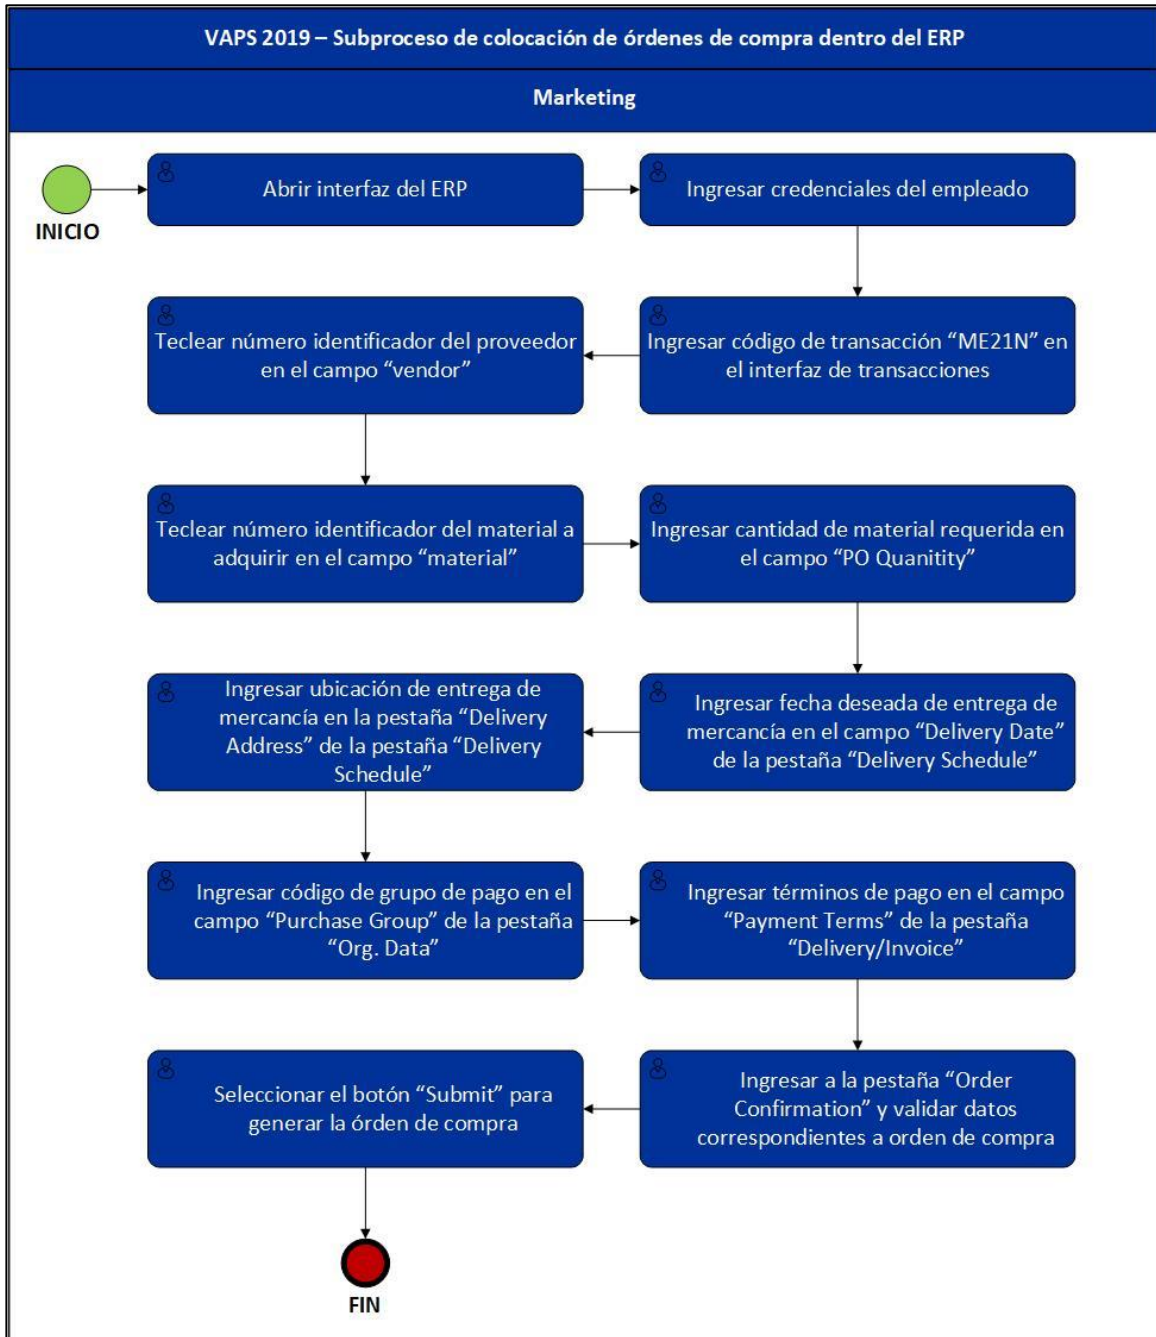 VAPS 2019 – Subproceso de colocación de órdenes de compra dentro del ERP
Marketing
INICIO
Abrir interfaz del ERP
Ingresar credenciales del empleado
Ingresar código de transacción “ME21N” en
el interfaz de transacciones
Teclear número identificador del proveedor
en el campo “vendor”
Teclear número identificador del material a
adquirir en el campo “material”
Ingresar cantidad de material requerida en
el campo “PO Quanitity”
Ingresar fecha deseada de entrega de
mercancía en el campo “Delivery Date”
de la pestaña “Delivery Schedule”
Ingresar ubicación de entrega de
mercancía en la pestaña “Delivery
Address” de la pestaña “Delivery
Schedule”
Ingresar código de grupo de pago en el
campo “Purchase Group” de la pestaña
“Org. Data”
Ingresar términos de pago en el campo
“Payment Terms” de la pestaña
“Delivery/Invoice”
Ingresar a la pestaña “Order
Confirmation” y validar datos
correspondientes a orden de compra
Seleccionar el botón “Submit” para
generar la órden de compra
FIN